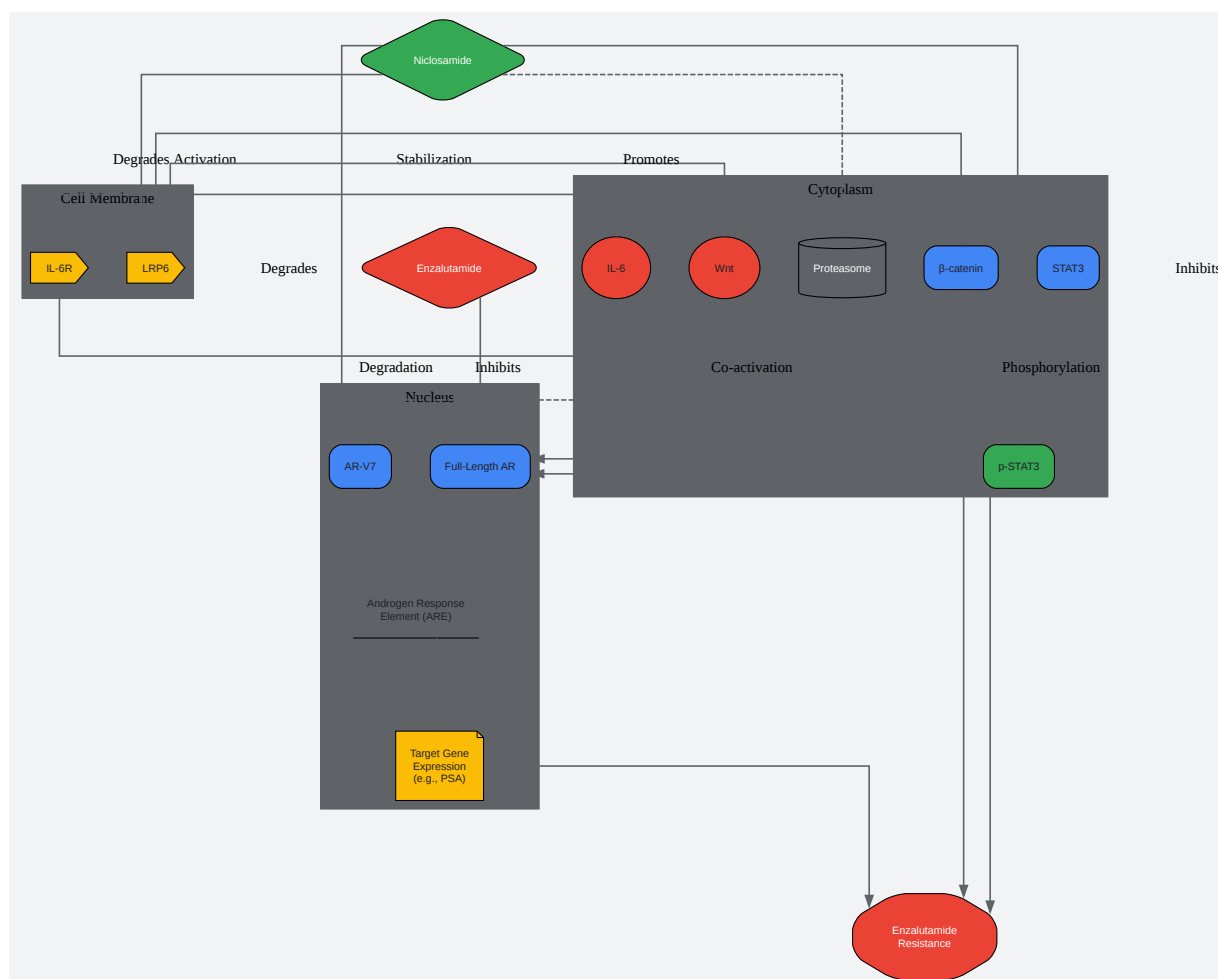 Niclosamide
Degrades
Activation
Stabilization
Promotes
Cell Membrane
Cytoplasm
IL-6R
LRP6
Degrades
Enzalutamide
IL-6
Wnt
Proteasome
β-catenin
STAT3
Inhibits
Degradation
Inhibits
Co-activation
Phosphorylation
Nucleus
AR-V7
Full-Length AR
p-STAT3
Androgen Response
Element (ARE)
Target Gene
Expression
(e.g., PSA)
Enzalutamide
Resistance